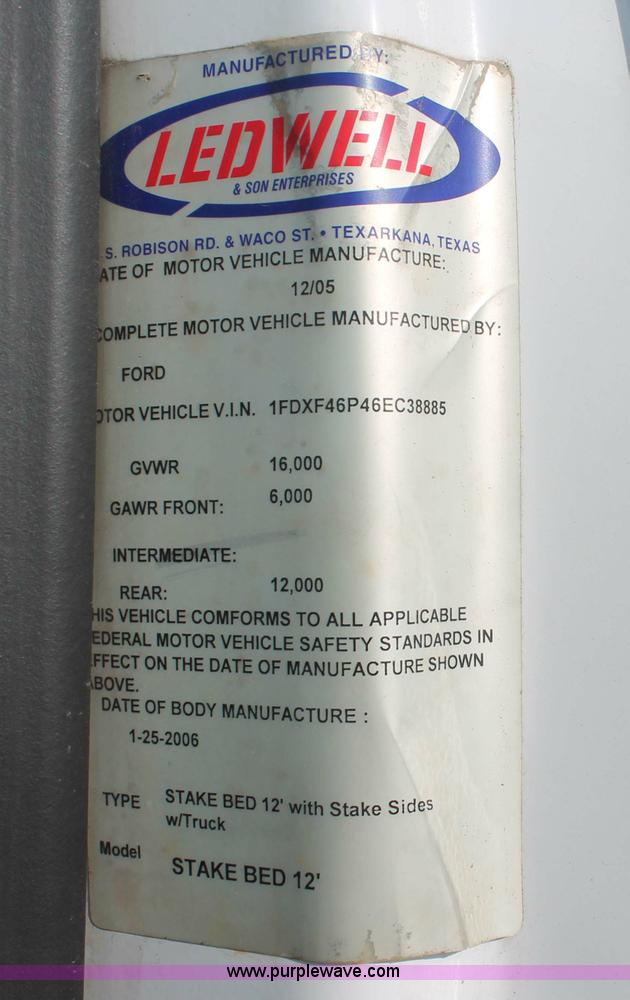 MANUFACTURED BY:
LEDWELL
& SON ENTERPRISES
S. ROBISON RD. & WACO ST. • TEXARKANA, TEXAS
ATE OF MOTOR VEHICLE MANUFACTURE:
12/05
COMPLETE MOTOR VEHICLE MANUFACTURED BY:
FORD
OTOR VEHICLE V.I.N. 1FDXF46P46EC38885
GVWR 16,000
GAWR FRONT: 6,000
INTERMEDIATE:
REAR: 12,000
HIS VEHICLE COMFORMS TO ALL APPLICABLE
EDERAL MOTOR VEHICLE SAFETY STANDARDS IN
EFFECT ON THE DATE OF MANUFACTURE SHOWN
ABOVE.
DATE OF BODY MANUFACTURE :
1-25-2006
TYPE STAKE BED 12' with Stake Sides
w/Truck
Model STAKE BED 12'
www.purplewave.com